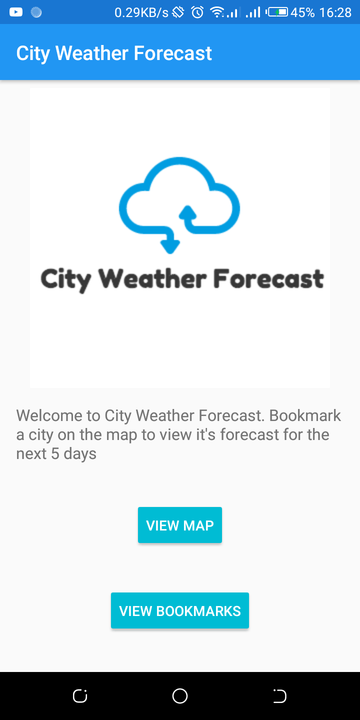 0.29KB/s 45% 16:28
City Weather Forecast
City Weather Forecast
Welcome to City Weather Forecast. Bookmark
a city on the map to view it's forecast for the
next 5 days
VIEW MAP
VIEW BOOKMARKS